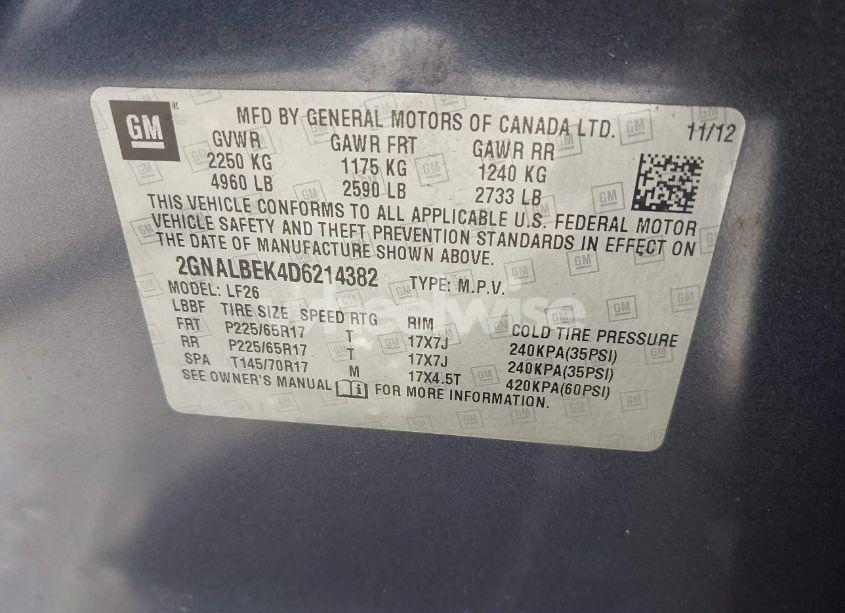 GM
MFD BY GENERAL MOTORS OF CANADA LTD. 11/12
GVWR GAWR FRT GAWR RR
2250 KG 1175 KG 1240 KG
4960 LB 2590 LB 2733 LB
THIS VEHICLE CONFORMS TO ALL APPLICABLE U.S. FEDERAL MOTOR
VEHICLE SAFETY AND THEFT PREVENTION STANDARDS IN EFFECT ON
THE DATE OF MANUFACTURE SHOWN ABOVE.
2GNALBEK4D6214382 TYPE: M.P.V.
MODEL: LF26
LBBF TIRE SIZE SPEED RTG RIM COLD TIRE PRESSURE
FRT P225/65R17 T 17X7J 240KPA(35PSI)
RR P225/65R17 T 17X7J 240KPA(35PSI)
SPA T145/70R17 M 17X4.5T 420KPA(60PSI)
SEE OWNER'S MANUAL FOR MORE INFORMATION.
wheelwise